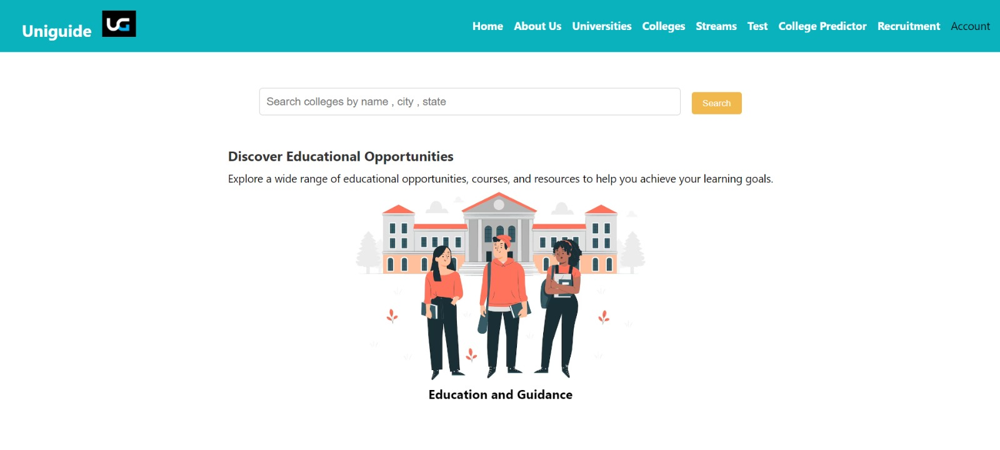 Uniguide UG Home About Us Universities Colleges Streams Test College Predictor Recruitment Account
Search colleges by name , city , state Search
Discover Educational Opportunities
Explore a wide range of educational opportunities, courses, and resources to help you achieve your learning goals.
Education and Guidance